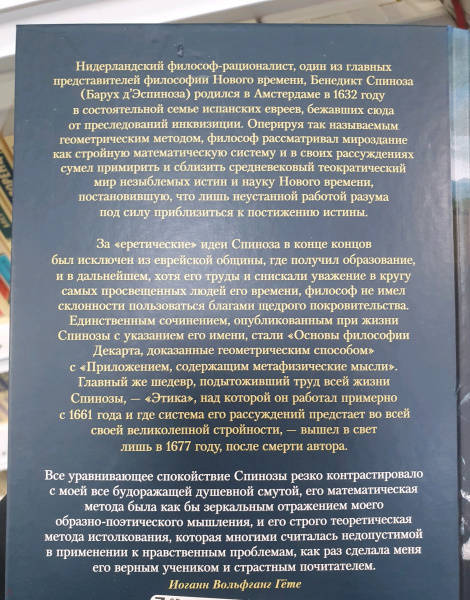 Нидерландский философ-рационалист, один из главных
представителей философии Нового времени, Бенедикт Спиноза
(Барух д’Эспиноза) родился в Амстердаме в 1632 году
в состоятельной семье испанских евреев, бежавших сюда
от преследований инквизиции. Оперируя так называемым
геометрическим методом, философ рассматривал мироздание
как стройную математическую систему и в своих рассуждениях
сумел примирить и сблизить средневековый теократический
мир незыблемых истин и науку Нового времени,
постановившую, что лишь неустанной работой разума
под силу приблизиться к постижению истины.
За «еретические» идеи Спиноза в конце концов
был исключен из еврейской общины, где получил образование,
и в дальнейшем, хотя его труды и снискали уважение в кругу
самых просвещенных людей его времени, философ не имел
склонности пользоваться благами щедрого покровительства.
Единственным сочинением, опубликованным при жизни
Спинозы с указанием его имени, стали «Основы философии
Декарта, доказанные геометрическим способом»
с «Приложением, содержащим метафизические мысли».
Главный же шедевр, подытоживший труд всей жизни
Спинозы, — «Этика», над которой он работал примерно
с 1661 года и где система его рассуждений предстает во всей
своей великолепной стройности, — вышел в свет
лишь в 1677 году, после смерти автора.
Все уравнивающее спокойствие Спинозы резко контрастировало
с моей все будоражащей душевной смутой, его математическая
метода была как бы зеркальным отражением моего
образно-поэтического мышления, и его строго теоретическая
метода истолкования, которая многими считалась недопустимой
в применении к нравственным проблемам, как раз сделала меня
его верным учеником и страстным почитателем.
Иоганн Вольфганг Гёте